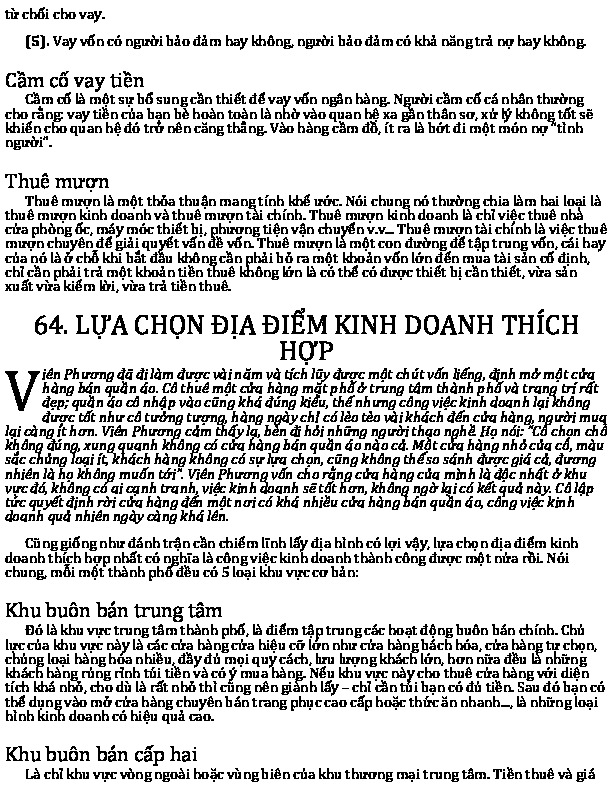 từ chối cho vay.
(5). Vay vốn có người bảo đảm hay không, người bảo đảm có khả năng trả nợ hay không.
Cầm cố vay tiền
Cầm cố là một sự bổ sung cần thiết để vay vốn ngân hàng. Người cầm cố cá nhân thường
cho rằng: vay tiền của bạn bè hoàn toàn là nhờ vào quan hệ xa gần thân sơ, xử lý không tốt sẽ
khiến cho quan hệ đó trở nên căng thẳng. Vào hàng cầm đồ, ít ra là bớt đi một món nợ “tình
người”.
Thuê mượn
Thuê mượn là một thỏa thuận mang tính khế ước. Nói chung nó thường chia làm hai loại là
thuê mượn kinh doanh và thuê mượn tài chính. Thuê mượn kinh doanh là chỉ việc thuê nhà
cửa phòng ốc, máy móc thiết bị, phương tiện vận chuyển v.v... Thuê mượn tài chính là việc thuê
mượn chuyên để giải quyết vấn đề vốn. Thuê mượn là một con đường để tập trung vốn, cái hay
của nó là ở chỗ khi bắt đầu không cần phải bỏ ra một khoản vốn lớn đến mua tài sản cố định,
chỉ cần phải trả một khoản tiền thuê không lớn là có thể có được thiết bị cần thiết, vừa sản
xuất vừa kiếm lời, vừa trả tiền thuê.
64. LỰA CHỌN ĐỊA ĐIỂM KINH DOANH THÍCH
HỢP
Viên Phương đã đi làm được vài năm và tích lũy được một chút vốn liếng, định mở một cửa
hàng bán quần áo. Cô thuê một cửa hàng mặt phố ở trung tâm thành phố và trang trí rất
đẹp; quần áo cô nhập vào cũng khá đúng kiểu, thế nhưng công việc kinh doanh lại không
được tốt như cô tưởng tượng, hàng ngày chỉ có lèo tèo vài khách đến cửa hàng, người mua
lại càng ít hơn. Viên Phương cảm thấy lạ, bèn đi hỏi những người thạo nghề. Họ nói: “Cô chọn chỗ
không đúng, xung quanh không có cửa hàng bán quần áo nào cả. Một cửa hàng nhỏ của cô, màu
sắc chủng loại ít, khách hàng không có sự lựa chọn, cũng không thể so sánh được giá cả, đương
nhiên là họ không muốn tới”. Viên Phương vốn cho rằng cửa hàng của mình là độc nhất ở khu
vực đó, không có ai cạnh tranh, việc kinh doanh sẽ tốt hơn, không ngờ lại có kết quả này. Cô lập
tức quyết định rời cửa hàng đến một nơi có khá nhiều cửa hàng bán quần áo, công việc kinh
doanh quả nhiên ngày càng khá lên.
Cũng giống như đánh trận cần chiếm lĩnh lấy địa hình có lợi vậy, lựa chọn địa điểm kinh
doanh thích hợp nhất có nghĩa là công việc kinh doanh thành công được một nửa rồi. Nói
chung, mỗi một thành phố đều có 5 loại khu vực cơ bản:
Khu buôn bán trung tâm
Đó là khu vực trung tâm thành phố, là điểm tập trung các hoạt động buôn bán chính. Chủ
lực của khu vực này là các cửa hàng cửa hiệu cỡ lớn như cửa hàng bách hóa, cửa hàng tự chọn,
chủng loại hàng hóa nhiều, đầy đủ mọi quy cách, lưu lượng khách lớn, hơn nữa đều là những
khách hàng rủng rỉnh túi tiền và có ý mua hàng. Nếu khu vực này cho thuê cửa hàng với diện
tích khá nhỏ, cho dù là rất nhỏ thì cũng nên giành lấy – chỉ cần túi bạn có đủ tiền. Sau đó bạn có
thể dụng vào mở cửa hàng chuyên bán trang phục cao cấp hoặc thức ăn nhanh..., là những loại
hình kinh doanh có hiệu quả cao.
Khu buôn bán cấp hai
Là chỉ khu vực vòng ngoài hoặc vùng biên của khu thương mại trung tâm. Tiền thuê và giá